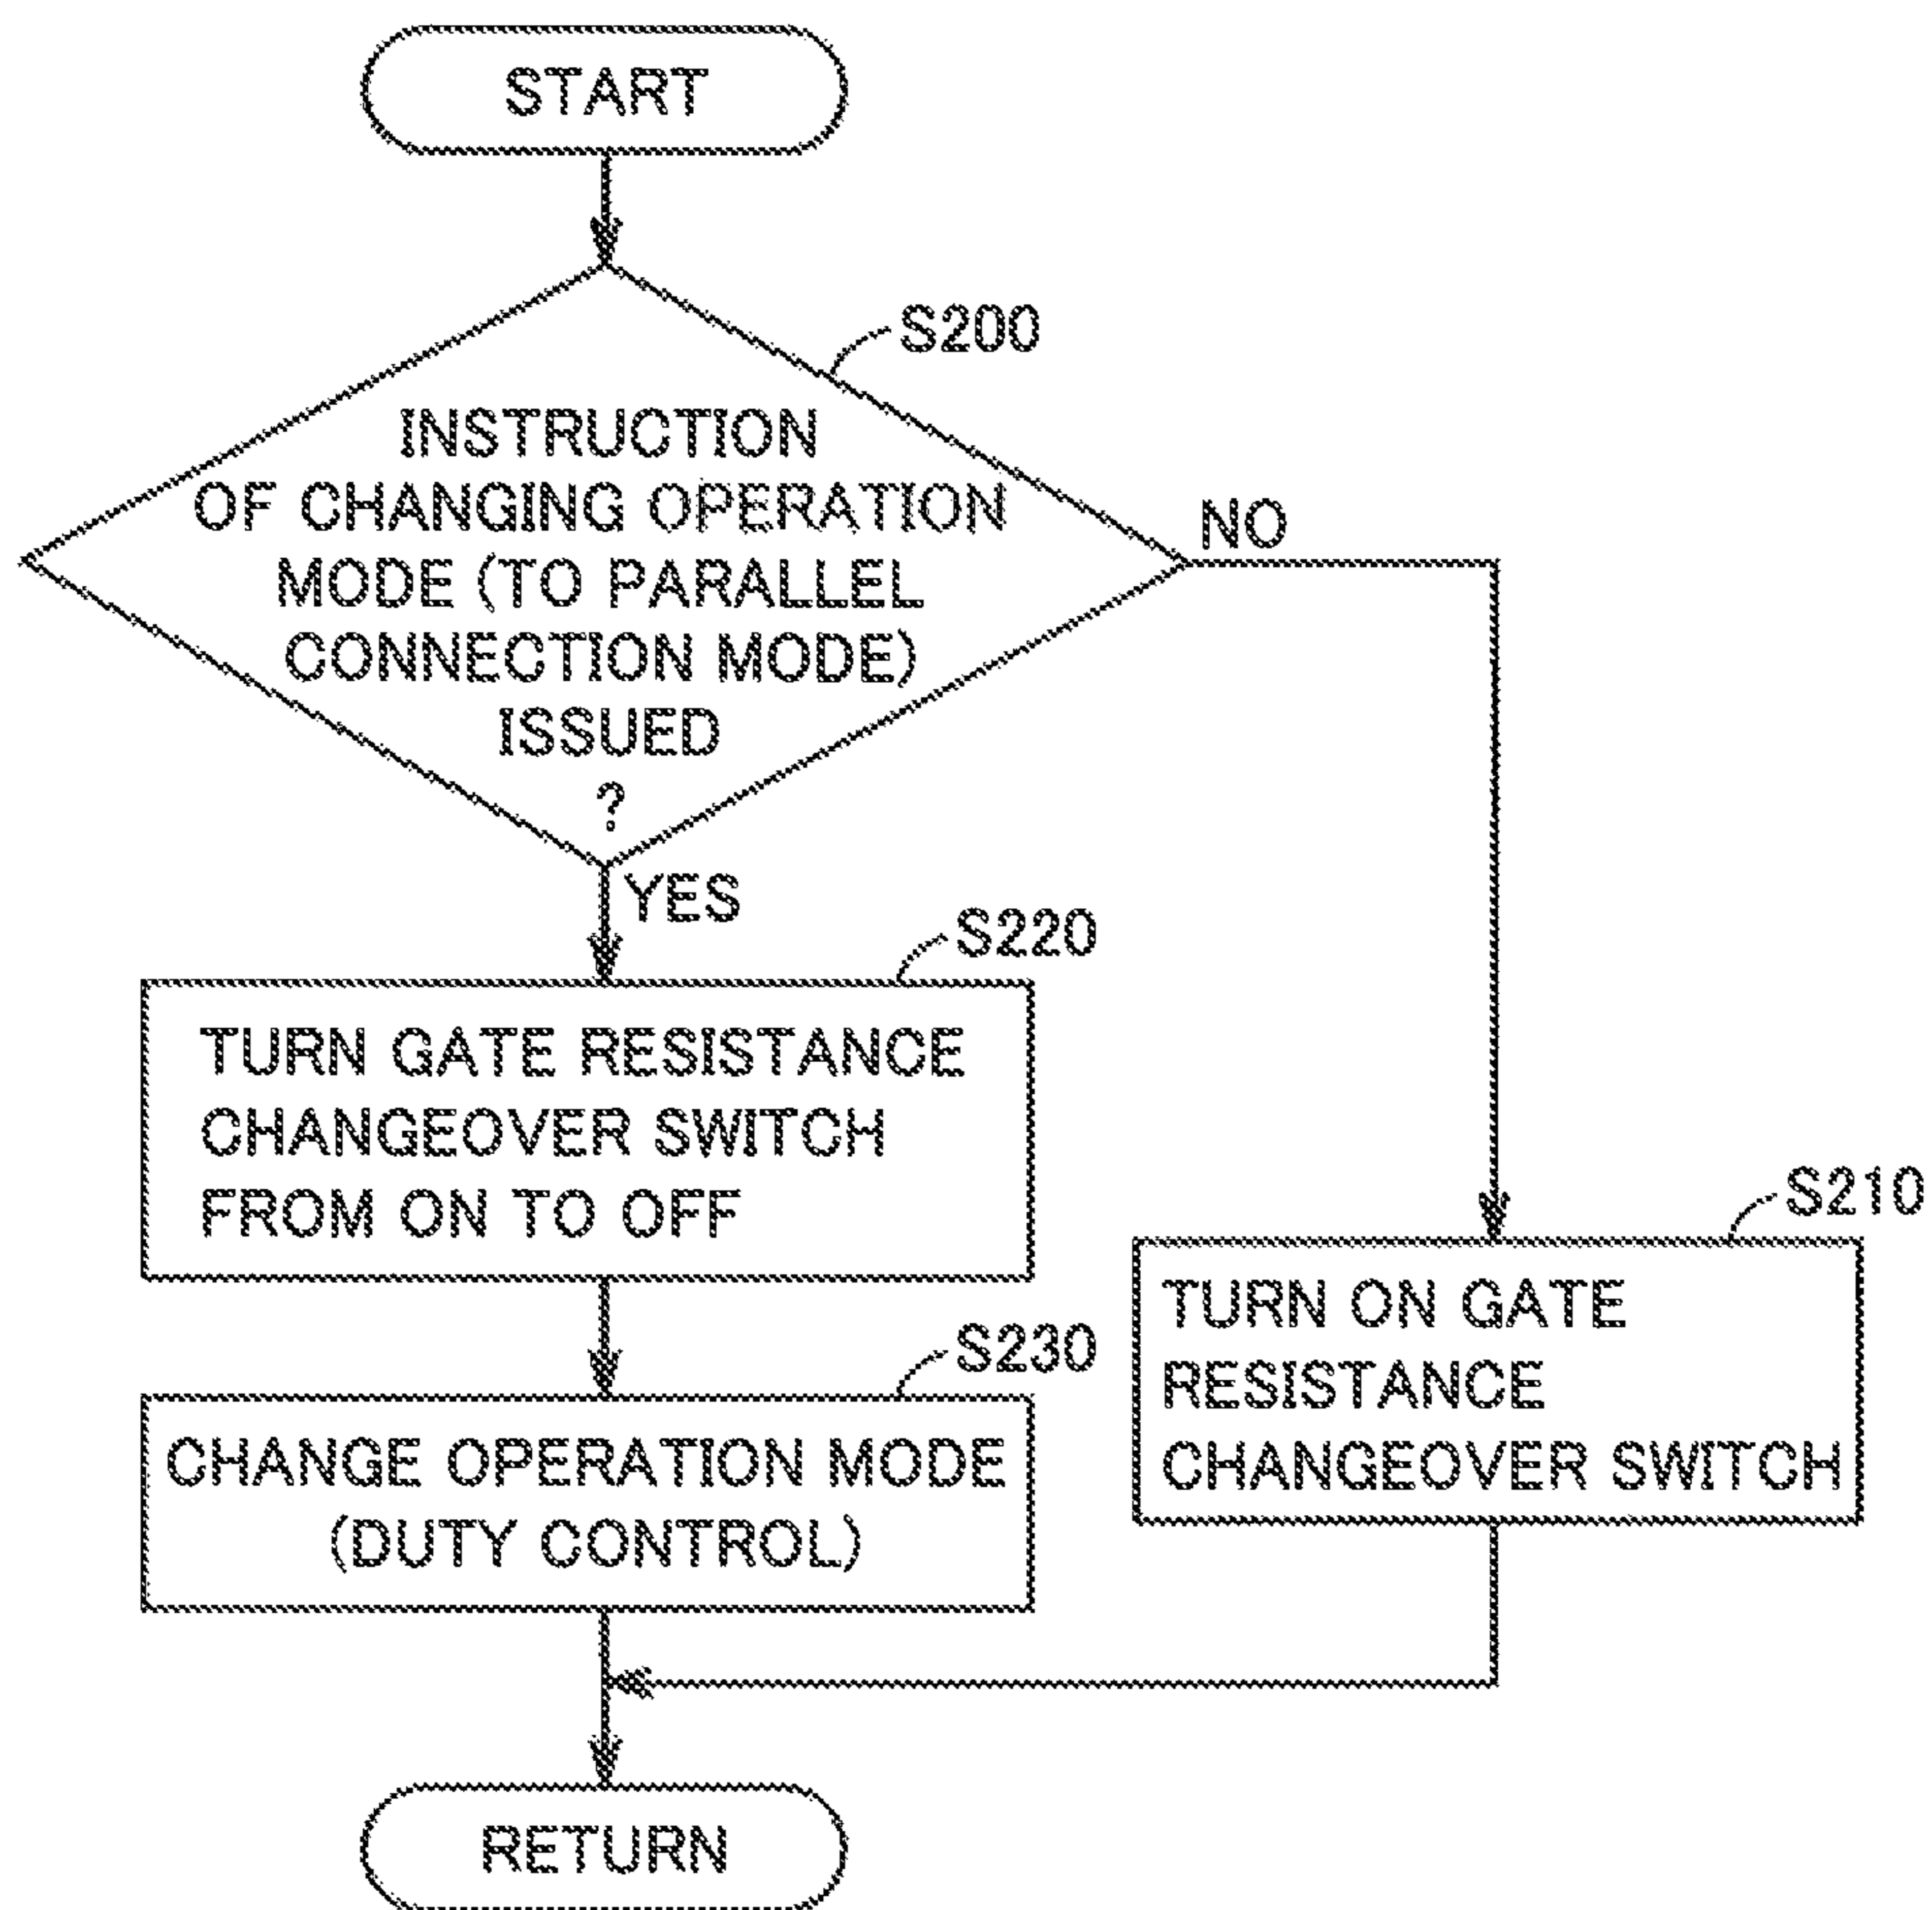 START
S200
INSTRUCTION
OF CHANGING OPERATION
MODE (TO PARALLEL
CONNECTION MODE)
ISSUED
?
NO
YES
S220
TURN GATE RESISTANCE
CHANGEOVER SWITCH
FROM ON TO OFF
S210
TURN ON GATE
RESISTANCE
CHANGEOVER SWITCH
S230
CHANGE OPERATION MODE
(DUTY CONTROL)
RETURN